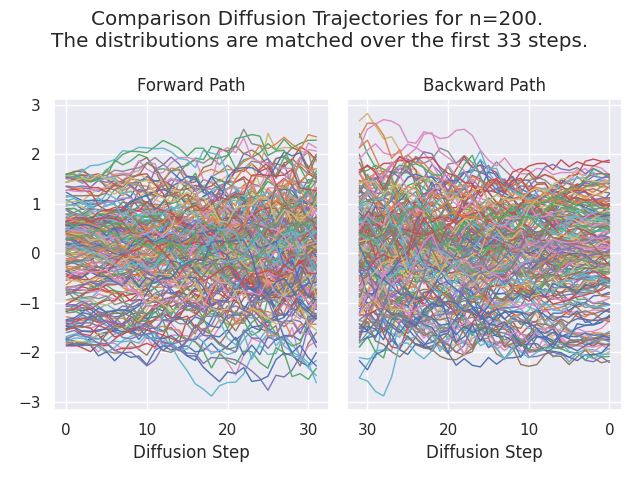 Comparison Diffusion Trajectories for n=200.
The distributions are matched over the first 33 steps.
Forward Path
Backward Path
3
2
1
0
−1
−2
−3
0
10
20
30
30
20
10
0
Diffusion Step
Diffusion Step